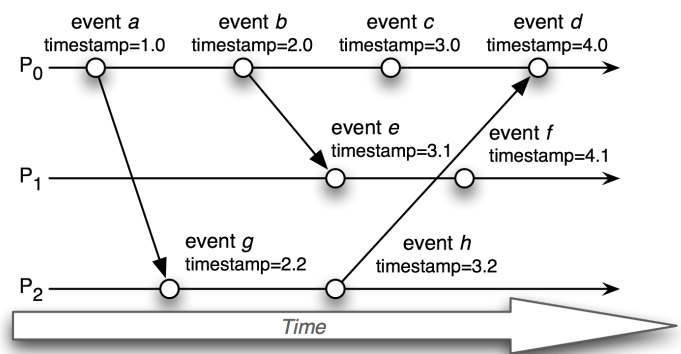 event a
timestamp=1.0
event b
timestamp=2.0
event c
timestamp=3.0
event d
timestamp=4.0
P0
event e
timestamp=3.1
event f
timestamp=4.1
P1
event g
timestamp=2.2
event h
timestamp=3.2
P2
Time